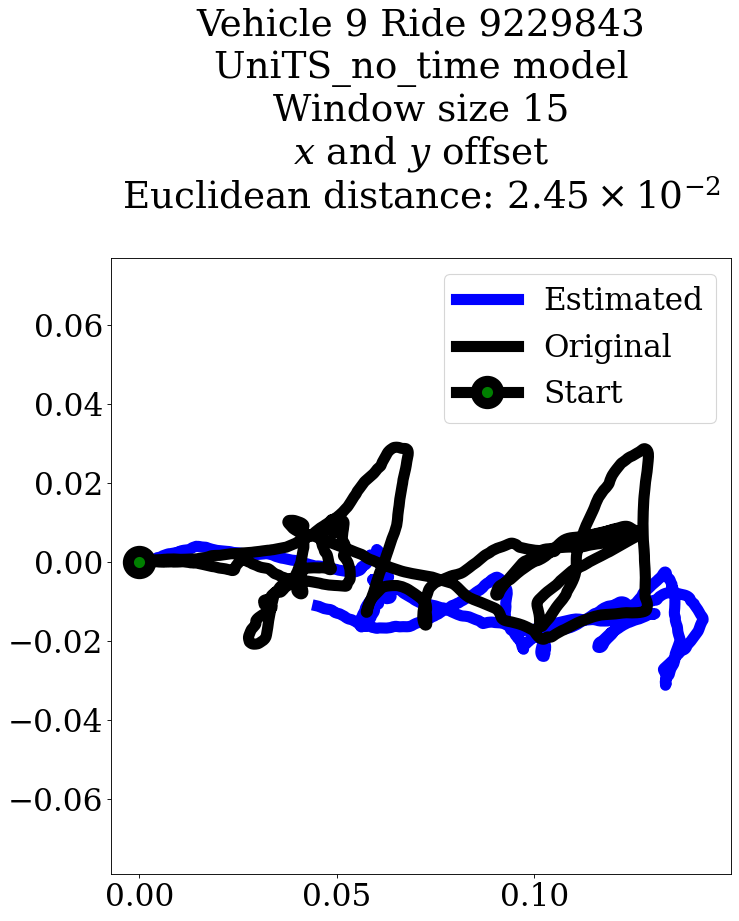 Vehicle 9 Ride 9229843
UniTS_no_time model
Window size 15
x and y offset
Euclidean distance: 2.45 × 10⁻²
Estimated
Original
Start
0.06
0.04
0.02
0.00
−0.02
−0.04
−0.06
0.00 0.05 0.10